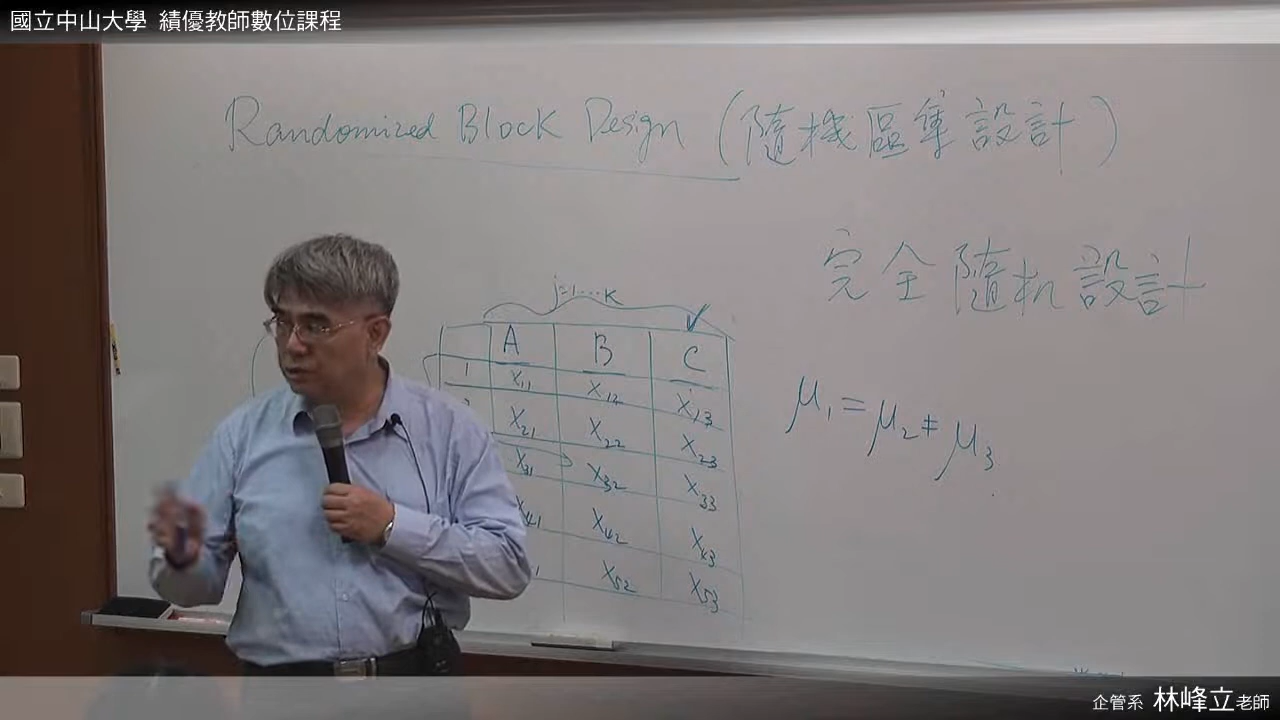 國立中山大學 績優教師數位課程
Randomized Block Design (隨機區隼設計)
完全隨机設計
j=1...K
A B C
1 X11 X12 X13
X21 X22 X23
X31 X32 X33
X42 X43
X52 X53
μ1=μ2≠μ3
企管系 林峰立老師